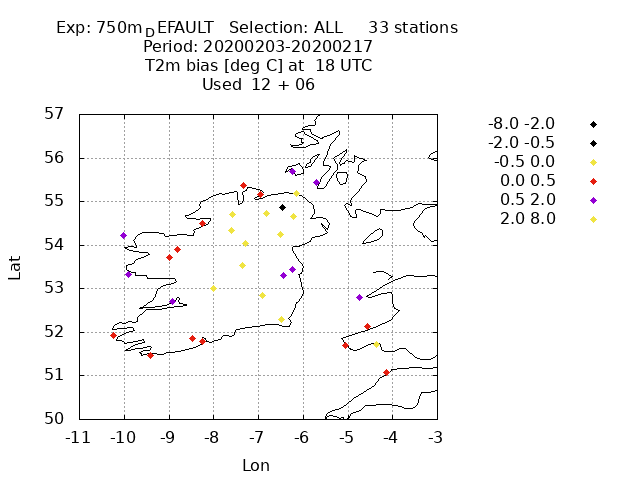 Exp: 750mDEFAULT Selection: ALL 33 stations
Period: 20200203-20200217
T2m bias [deg C] at 18 UTC
Used 12 + 06
-8.0 -2.0
-2.0 -0.5
-0.5 0.0
0.0 0.5
0.5 2.0
2.0 8.0
57
56
55
54
53
52
51
50
Lat
-11 -10 -9 -8 -7 -6 -5 -4 -3
Lon